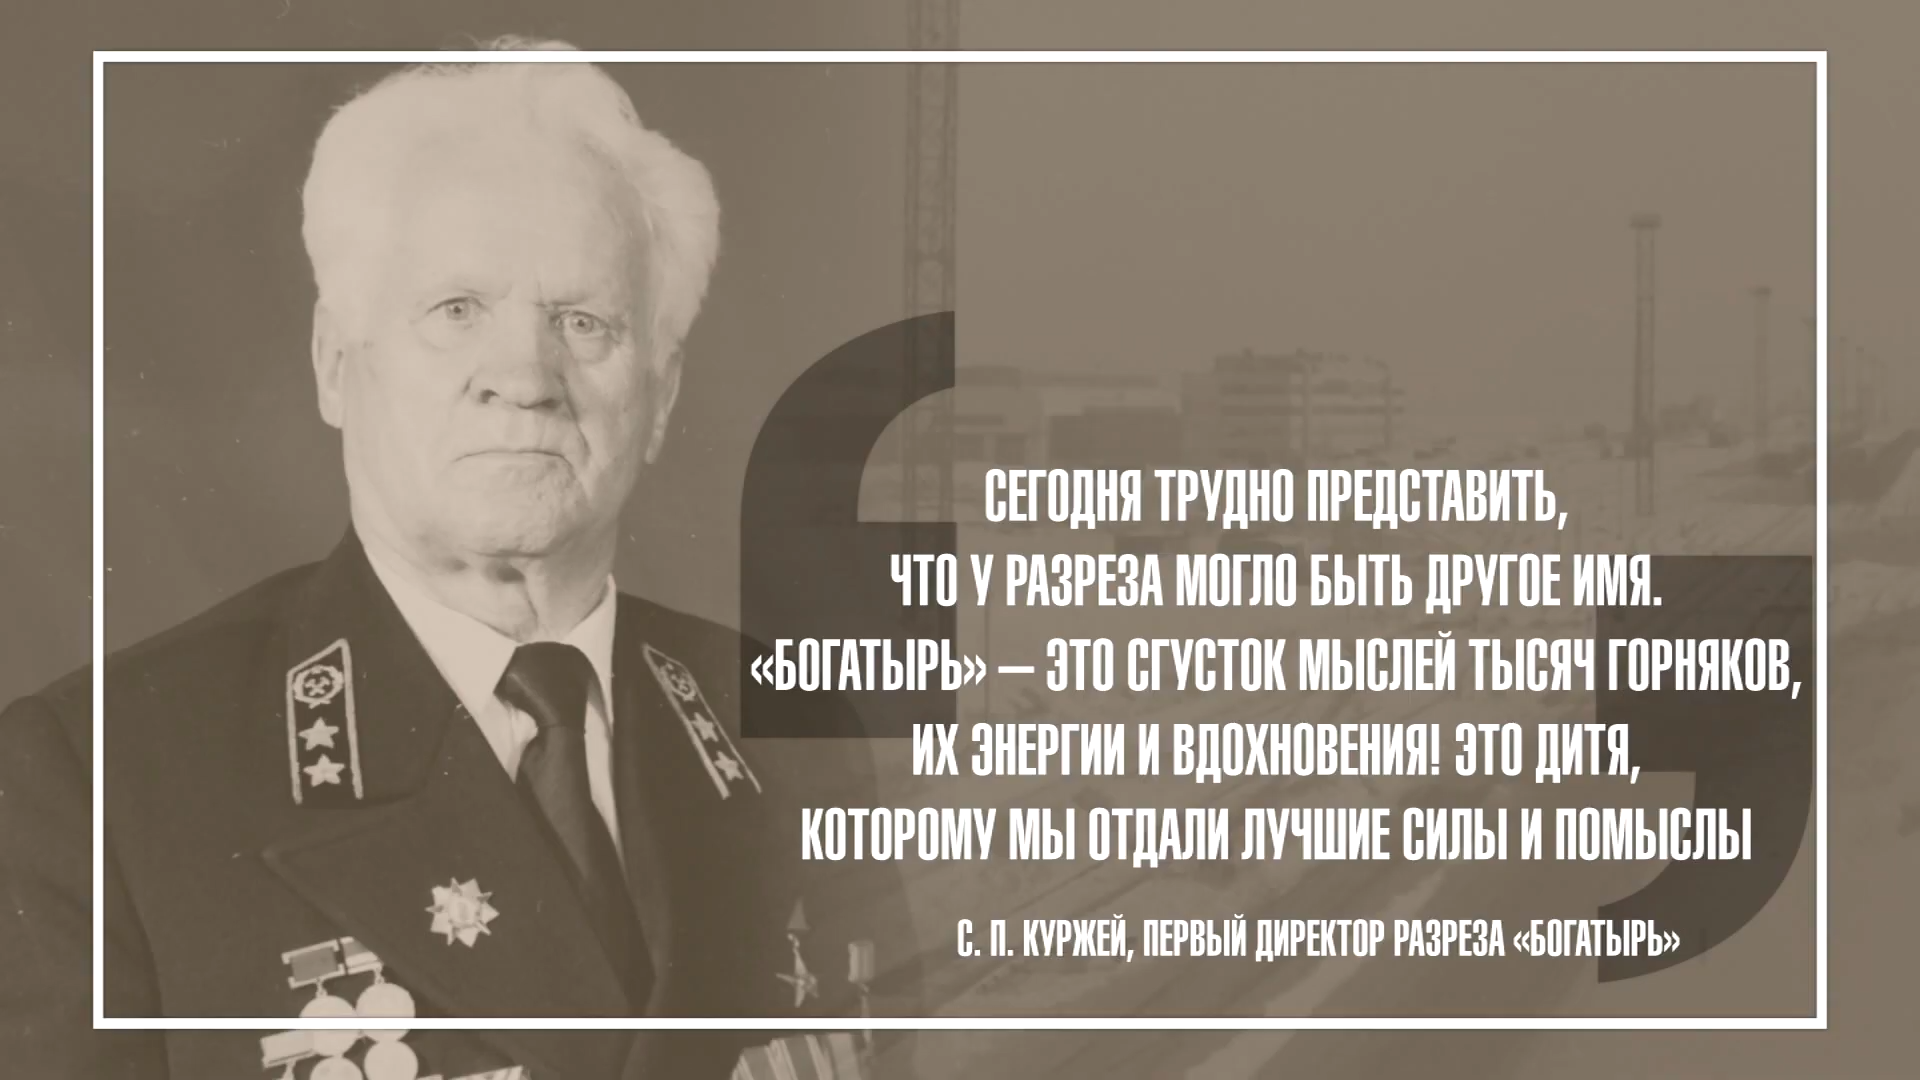 СЕГОДНЯ ТРУДНО ПРЕДСТАВИТЬ,
ЧТО У РАЗРЕЗА МОГЛО БЫТЬ ДРУГОЕ ИМЯ.
«БОГАТЫРЬ» — ЭТО СГУСТОК МЫСЛЕЙ ТЫСЯЧ ГОРНЯКОВ,
ИХ ЭНЕРГИИ И ВДОХНОВЕНИЯ! ЭТО ДИТЯ,
КОТОРОМУ МЫ ОТДАЛИ ЛУЧШИЕ СИЛЫ И ПОМЫСЛЫ
С. П. КУРЖЕЙ, ПЕРВЫЙ ДИРЕКТОР РАЗРЕЗА «БОГАТЫРЬ»